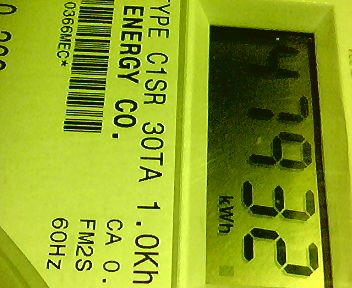 47932
kWh
TYPE C1SR 30TA 1.0Kh
ENERGY CO. CA 0.
FM2S
0366MEC* 60Hz